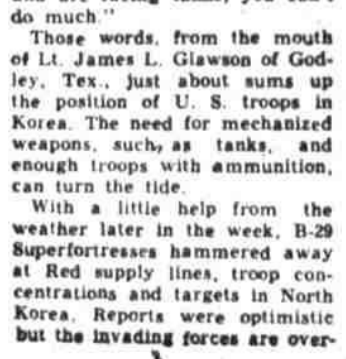 do much."
Those words, from the mouth
of Lt. James L. Glawson of God-
ley, Tex., just about sums up
the position of U. S. troops in
Korea. The need for mechanized
weapons, such, as tanks, and
enough troops with ammunition,
can turn the tide.
With a little help from the
weather later in the week, B-29
Superfortresses hammered away
at Red supply lines, troop con-
centrations and targets in North
Korea. Reports were optimistic
but the invading forces are over-